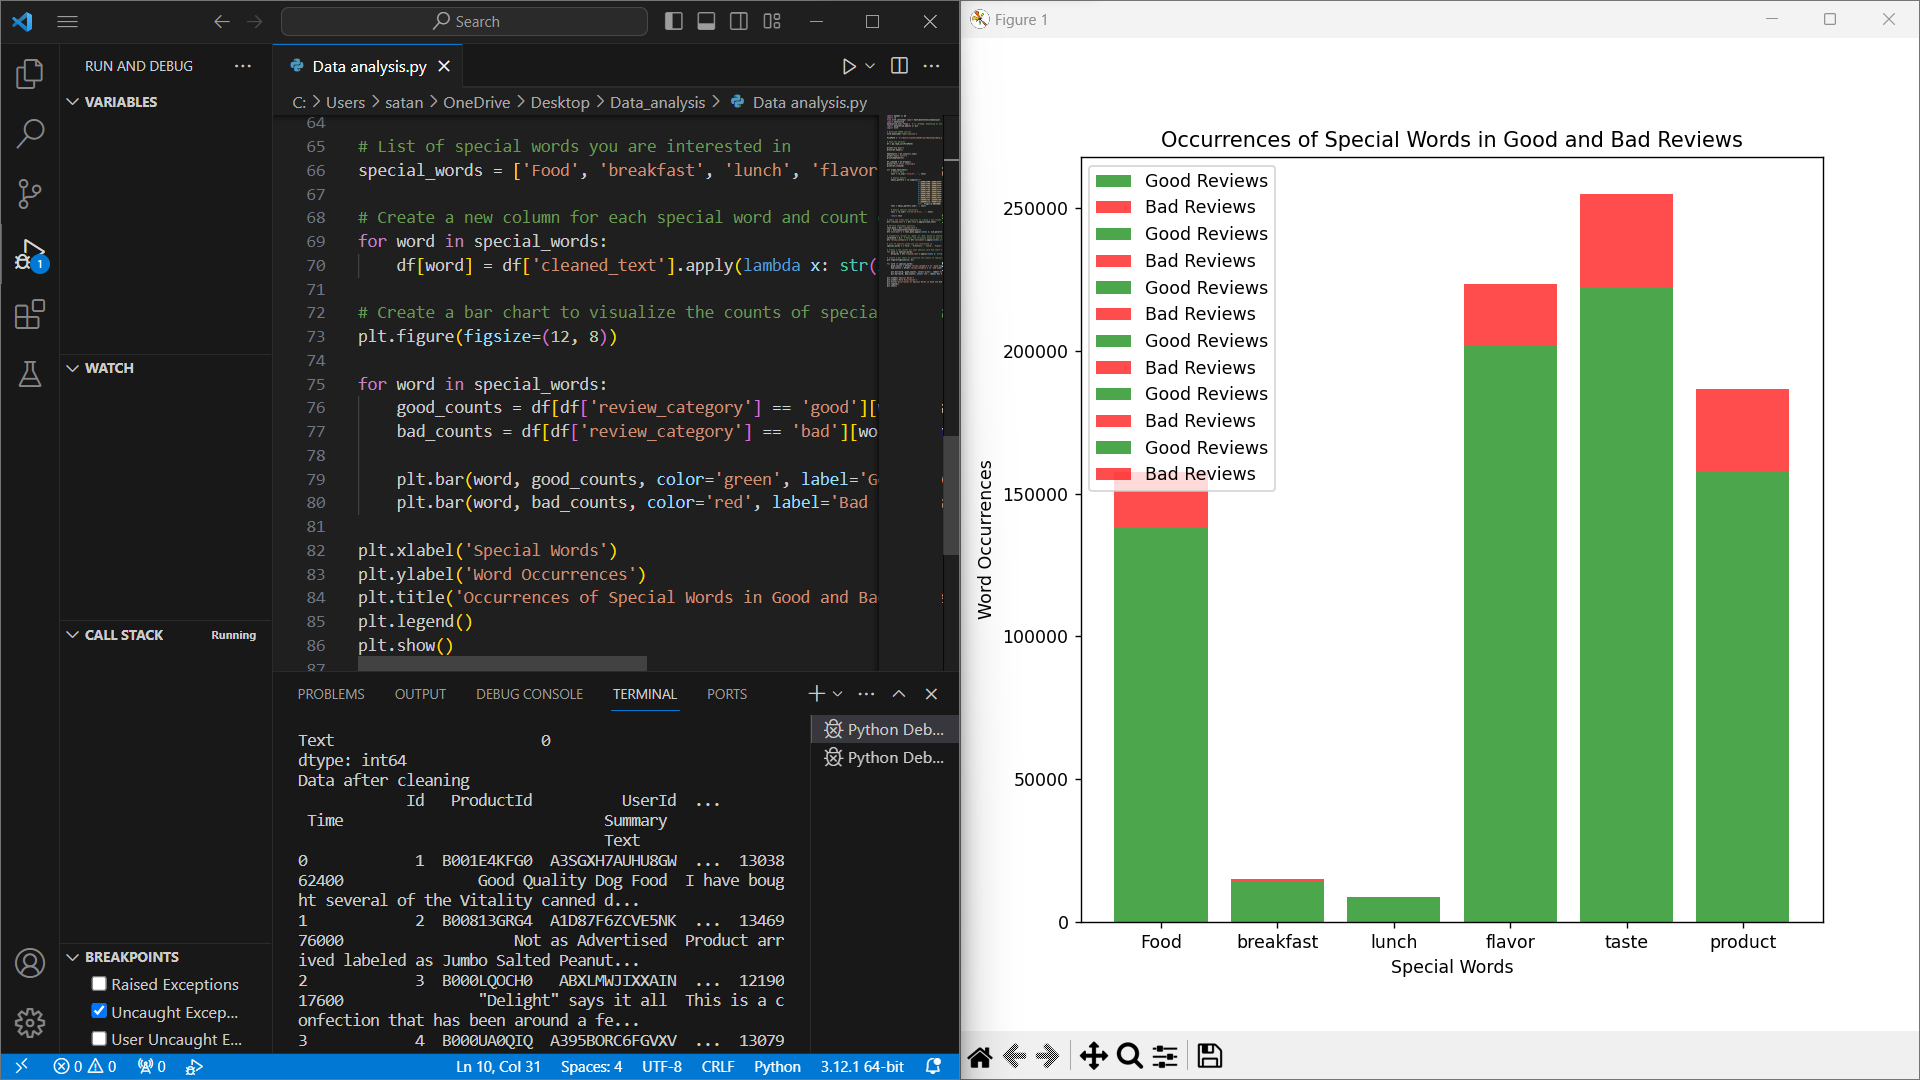 Search
RUN AND DEBUG
VARIABLES
WATCH
CALL STACK Running
BREAKPOINTS
Raised Exceptions
Uncaught Excep...
User Uncaught E...
1
Data analysis.py
C: > Users > satan > OneDrive > Desktop > Data_analysis > Data analysis.py
64
65 # List of special words you are interested in
66 special_words = ['Food', 'breakfast', 'lunch', 'flavor
67
68 # Create a new column for each special word and count
69 for word in special_words:
70 df[word] = df['cleaned_text'].apply(lambda x: str(
71
72 # Create a bar chart to visualize the counts of specia
73 plt.figure(figsize=(12, 8))
74
75 for word in special_words:
76 good_counts = df[df['review_category'] == 'good'][
77 bad_counts = df[df['review_category'] == 'bad'][wo
78
79 plt.bar(word, good_counts, color='green', label='G
80 plt.bar(word, bad_counts, color='red', label='Bad
81
82 plt.xlabel('Special Words')
83 plt.ylabel('Word Occurrences')
84 plt.title('Occurrences of Special Words in Good and Ba
85 plt.legend()
86 plt.show()
87
PROBLEMS OUTPUT DEBUG CONSOLE TERMINAL PORTS
Python Deb...
Python Deb...
Text 0
dtype: int64
Data after cleaning
Id ProductId UserId ...
Time Summary
Text
0 1 B001E4KFG0 A3SGXH7AUHU8GW ... 13038
62400 Good Quality Dog Food I have boug
ht several of the Vitality canned d...
1 2 B00813GRG4 A1D87F6ZCVE5NK ... 13469
76000 Not as Advertised Product arr
ived labeled as Jumbo Salted Peanut...
2 3 B000LQOCH0 ABXLMWJIXXAIN ... 12190
17600 "Delight" says it all This is a c
onfection that has been around a fe...
3 4 B000UA0QIQ A395BORC6FGVXV ... 13079
0 0 0 Ln 10, Col 31 Spaces: 4 UTF-8 CRLF Python 3.12.1 64-bit
Figure 1
Occurrences of Special Words in Good and Bad Reviews
Good Reviews
Bad Reviews
Good Reviews
Bad Reviews
Good Reviews
Bad Reviews
Good Reviews
Bad Reviews
Good Reviews
Bad Reviews
Good Reviews
Bad Reviews
250000
200000
150000
100000
50000
0
Word Occurrences
Food breakfast lunch flavor taste product
Special Words